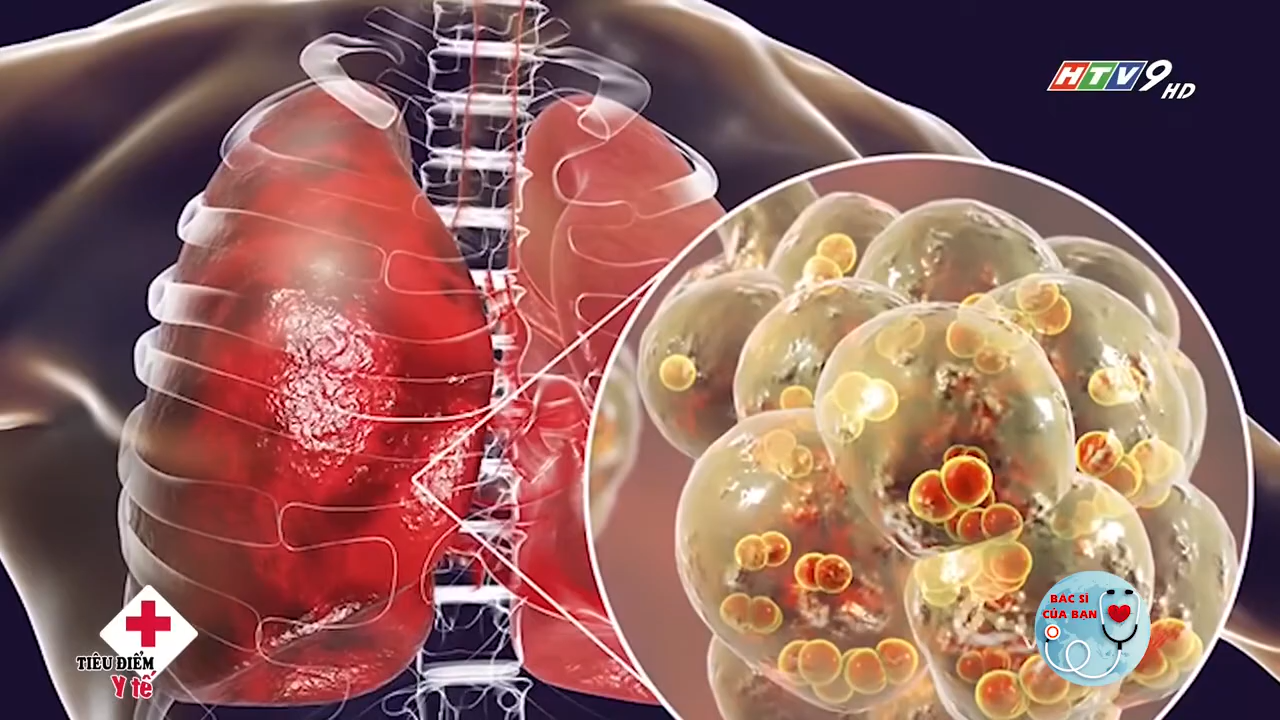 HTV9 HD
BÁC SĨ
CỦA BẠN
TIÊU ĐIỂM
Y tế